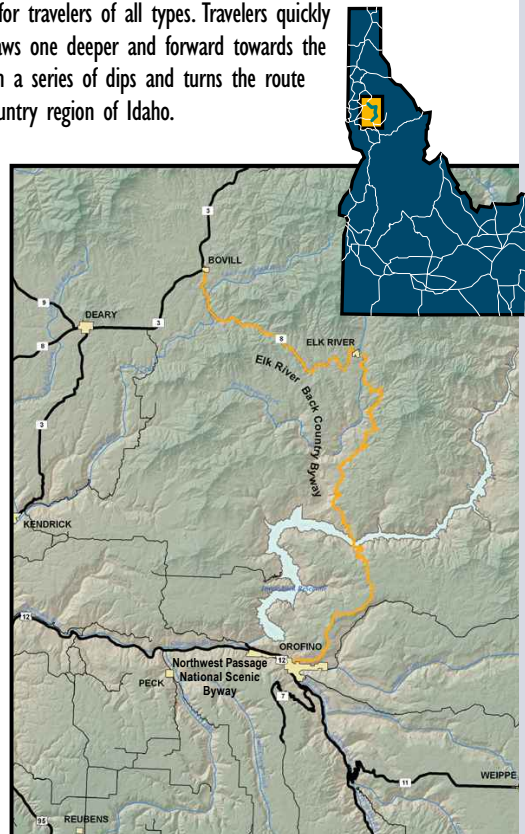 for travelers of all types. Travelers quickly
aws one deeper and forward towards the
a series of dips and turns the route
untry region of Idaho.
3
BOVILL
9
DEARY
3
8
8
ELK RIVER
Elk River Back Country Byway
3
KENDRICK
12
OROFINO
12
Northwest Passage
National Scenic
Byway
PECK
7
WEIPPE
11
95
REUBENS